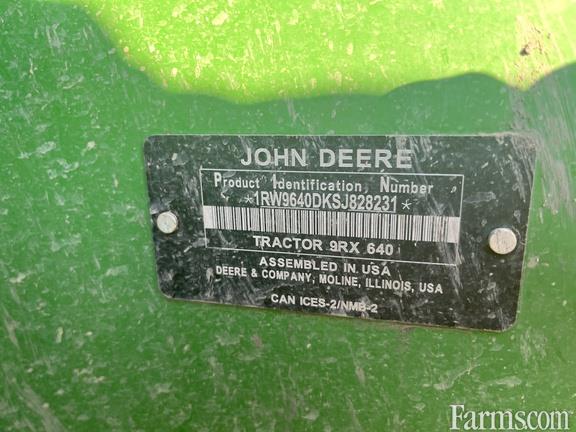 JOHN DEERE
Product Identification Number
*1RW9640DKSJ828231*
TRACTOR 9RX 640
ASSEMBLED IN USA
DEERE & COMPANY, MOLINE, ILLINOIS, USA
CAN ICES-2/NMB-2
Farms.com